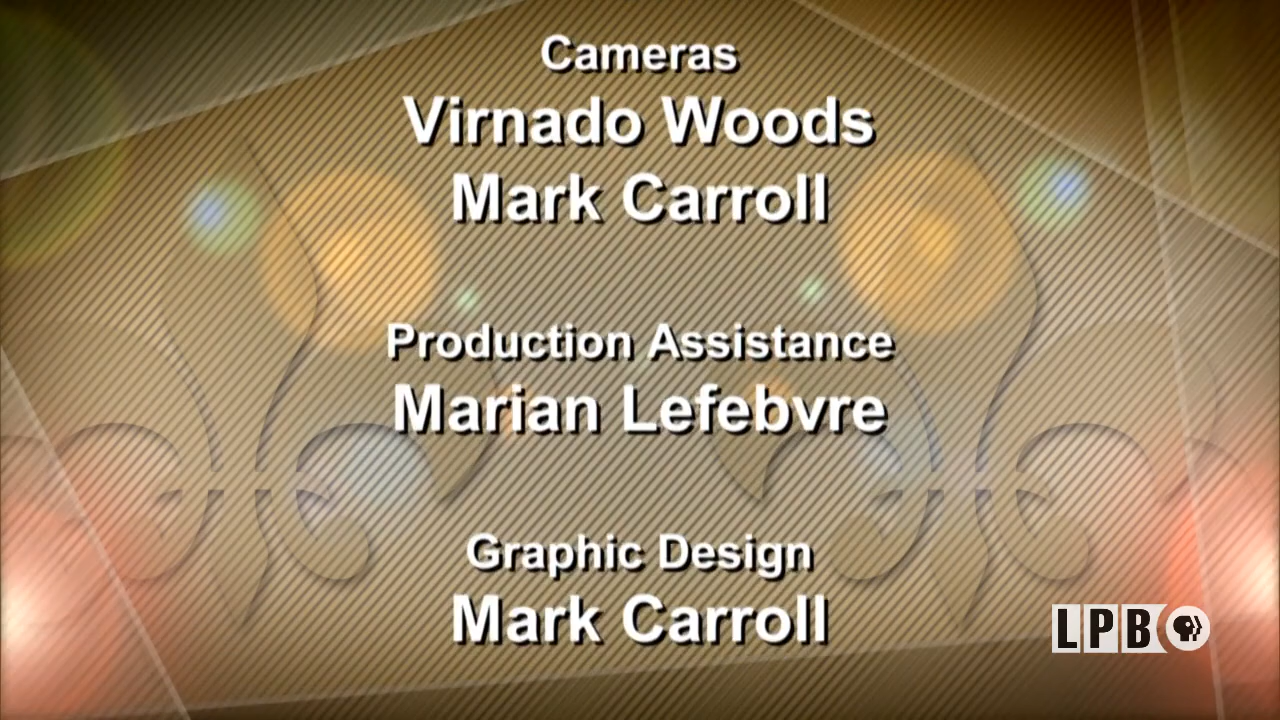 Cameras
Virnado Woods
Mark Carroll
Production Assistance
Marian Lefebvre
Graphic Design
Mark Carroll
LPB